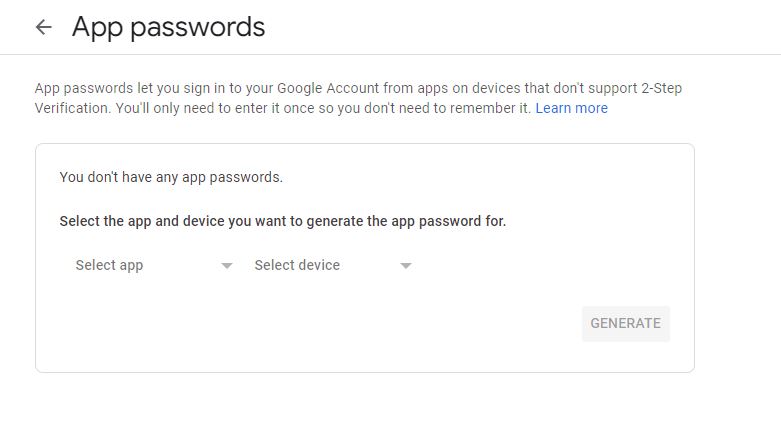 App passwords
App passwords let you sign in to your Google Account from apps on devices that don't support 2-Step
Verification. You'll only need to enter it once so you don't need to remember it. Learn more
You don't have any app passwords.
Select the app and device you want to generate the app password for.
Select app Select device
GENERATE